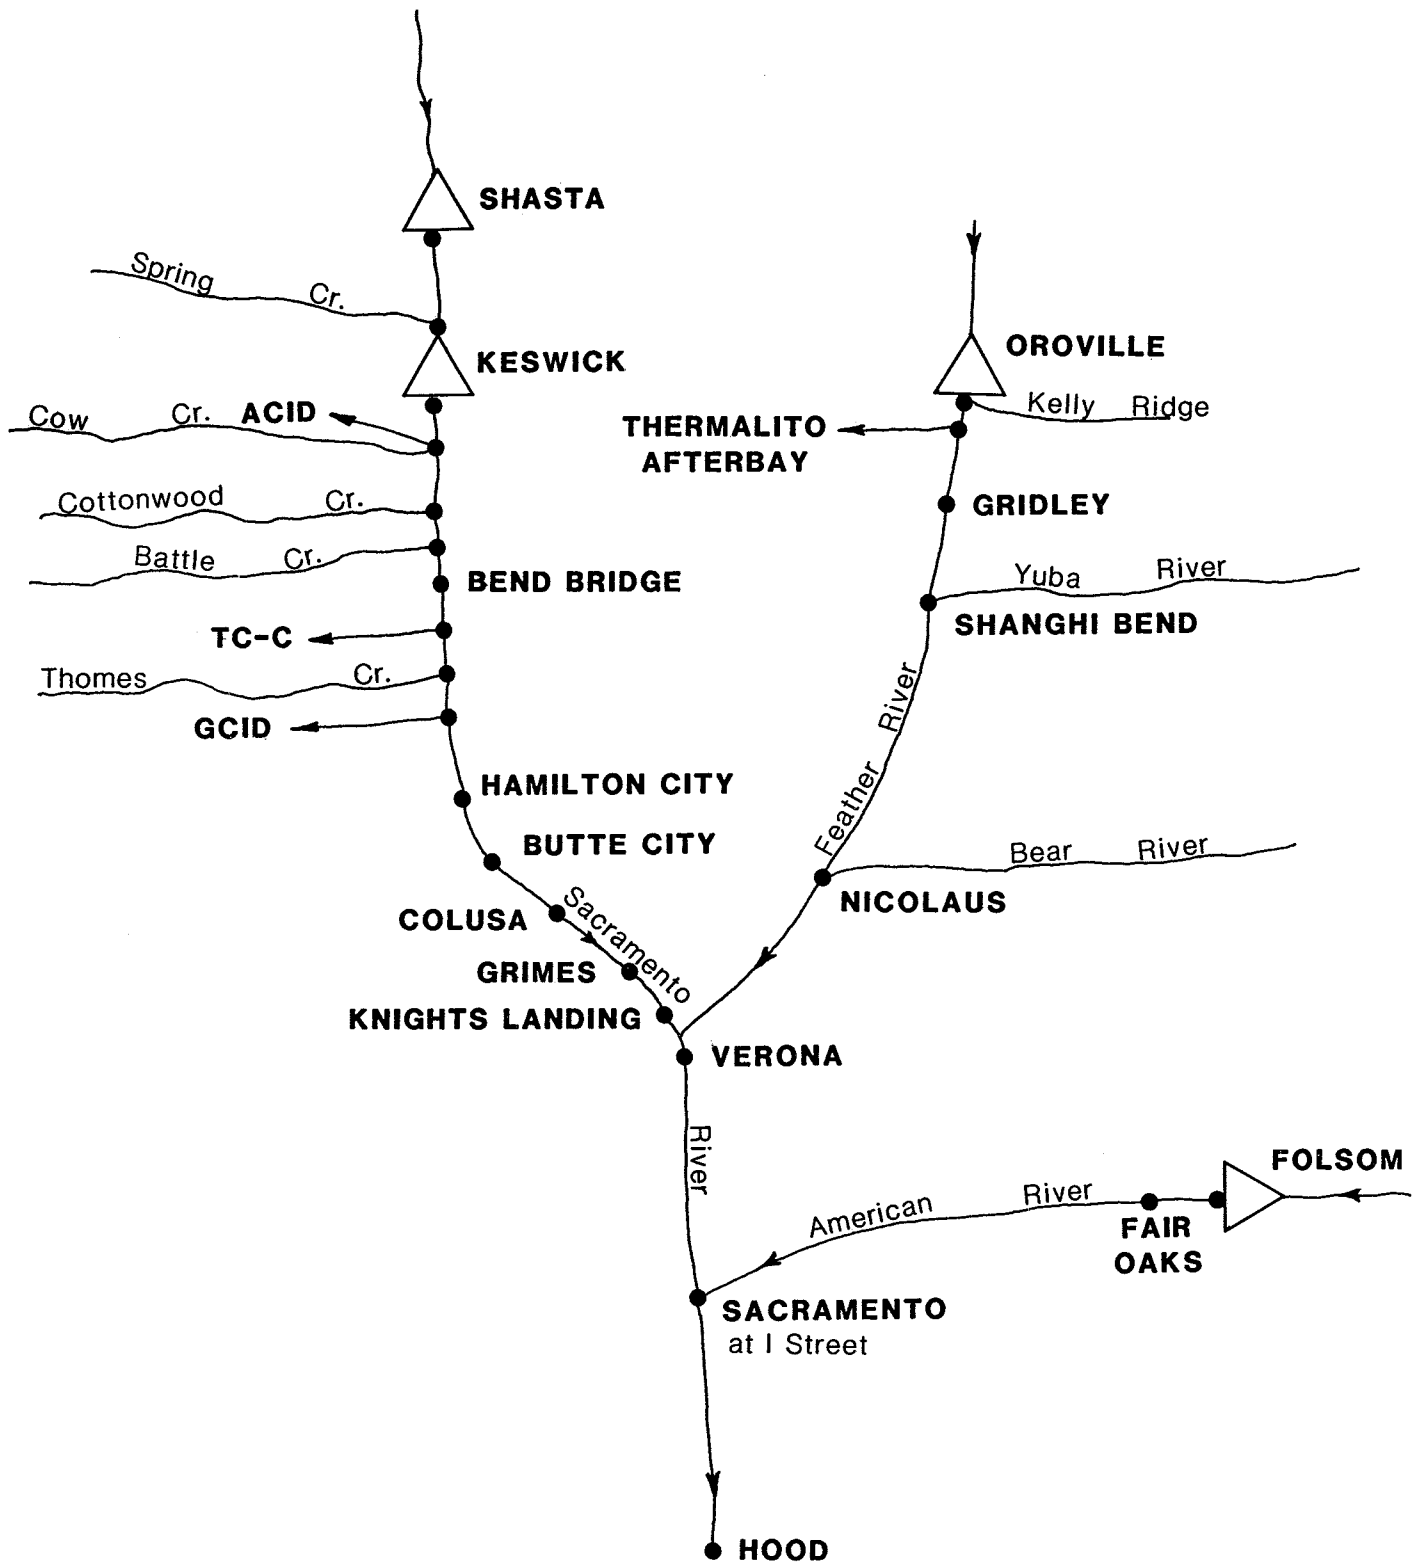 SHASTA
Spring Cr.
OROVILLE
KESWICK
Kelly Ridge
Cow Cr. ACID
THERMALITO
AFTERBAY
Cottonwood Cr.
GRIDLEY
Battle Cr.
BEND BRIDGE
Yuba River
SHANGHI BEND
TC-C
Thomes Cr.
GCID
Feather River
HAMILTON CITY
BUTTE CITY
Bear River
NICOLAUS
COLUSA
Sacramento
GRIMES
KNIGHTS LANDING
VERONA
River
FOLSOM
American River
FAIR
OAKS
SACRAMENTO
at I Street
HOOD